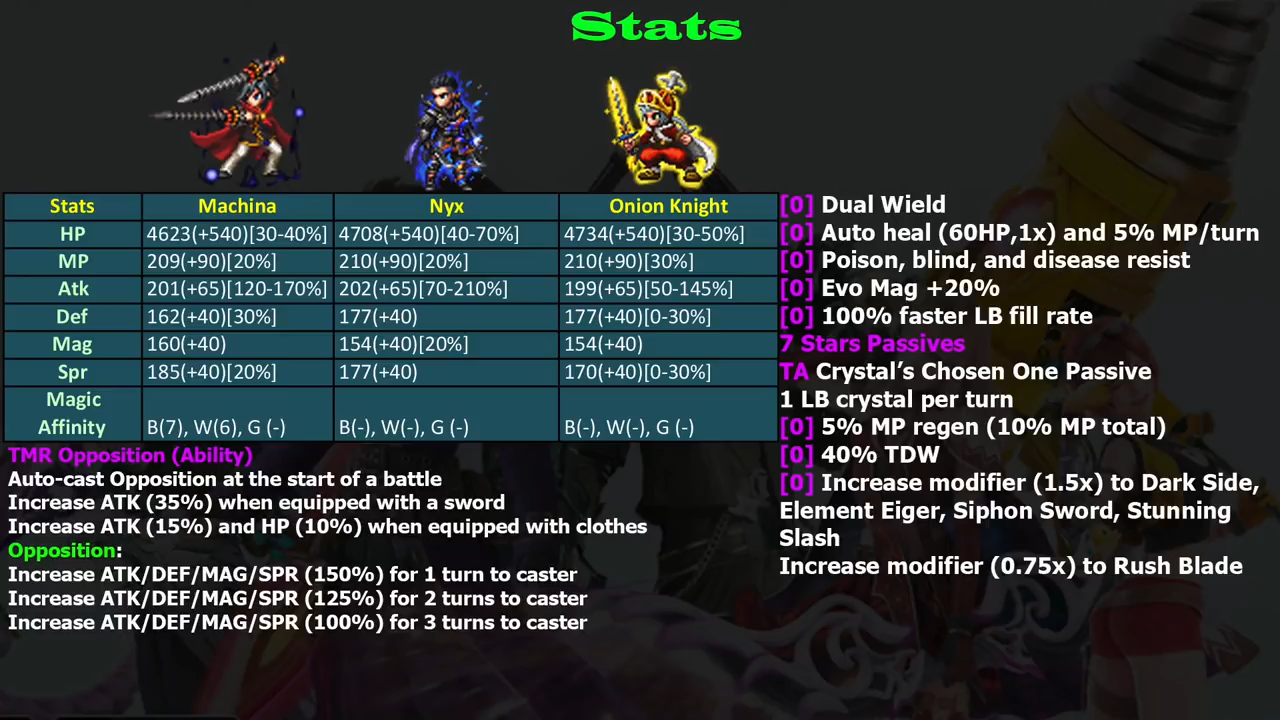 Stats
Stats Machina Nyx Onion Knight
HP 4623(+540)[30-40%] 4708(+540)[40-70%] 4734(+540)[30-50%]
MP 209(+90)[20%] 210(+90)[20%] 210(+90)[30%]
Atk 201(+65)[120-170%] 202(+65)[70-210%] 199(+65)[50-145%]
Def 162(+40)[30%] 177(+40) 177(+40)[0-30%]
Mag 160(+40) 154(+40)[20%] 154(+40)
Spr 185(+40)[20%] 177(+40) 170(+40)[0-30%]
Magic
Affinity B(7), W(6), G (-) B(-), W(-), G (-) B(-), W(-), G (-)
TMR Opposition (Ability)
Auto-cast Opposition at the start of a battle
Increase ATK (35%) when equipped with a sword
Increase ATK (15%) and HP (10%) when equipped with clothes
Opposition:
Increase ATK/DEF/MAG/SPR (150%) for 1 turn to caster
Increase ATK/DEF/MAG/SPR (125%) for 2 turns to caster
Increase ATK/DEF/MAG/SPR (100%) for 3 turns to caster
[0] Dual Wield
[0] Auto heal (60HP,1x) and 5% MP/turn
[0] Poison, blind, and disease resist
[0] Evo Mag +20%
[0] 100% faster LB fill rate
7 Stars Passives
TA Crystal's Chosen One Passive
1 LB crystal per turn
[0] 5% MP regen (10% MP total)
[0] 40% TDW
[0] Increase modifier (1.5x) to Dark Side,
Element Eiger, Siphon Sword, Stunning
Slash
Increase modifier (0.75x) to Rush Blade